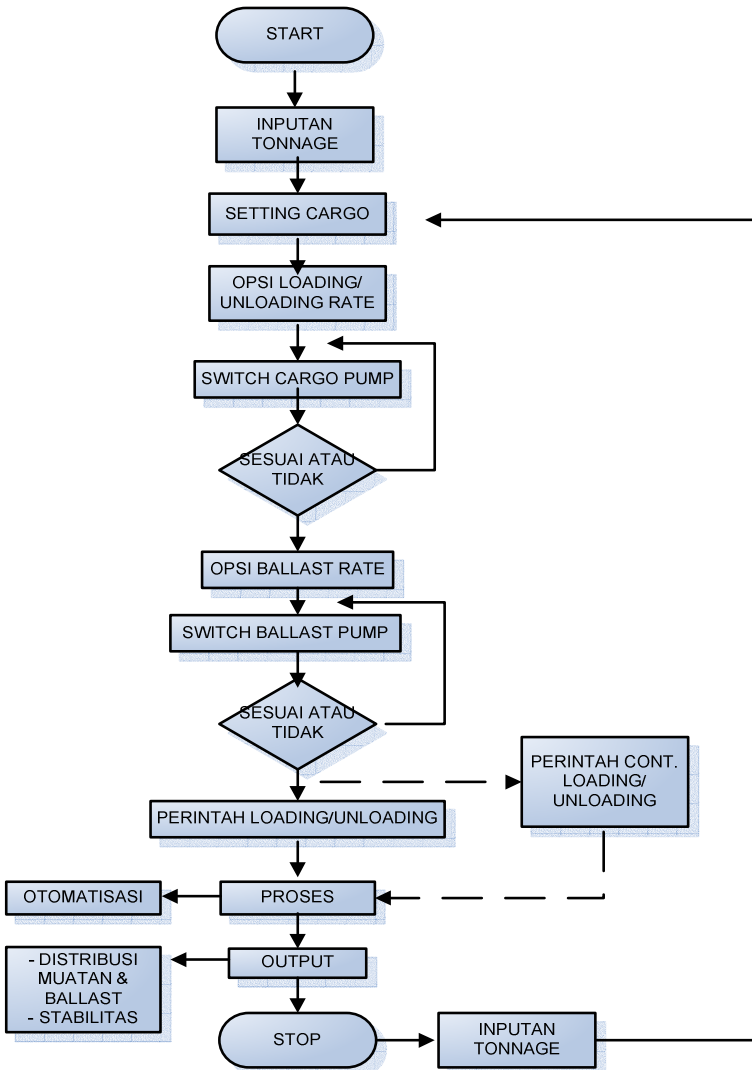 START
INPUTAN
TONNAGE
SETTING CARGO
OPSI LOADING/
UNLOADING RATE
SWITCH CARGO PUMP
SESUAI ATAU
TIDAK
OPSI BALLAST RATE
SWITCH BALLAST PUMP
SESUAI ATAU
TIDAK
PERINTAH CONT.
LOADING/
UNLOADING
PERINTAH LOADING/UNLOADING
OTOMATISASI
PROSES
- DISTRIBUSI
MUATAN &
BALLAST
- STABILITAS
OUTPUT
STOP
INPUTAN
TONNAGE